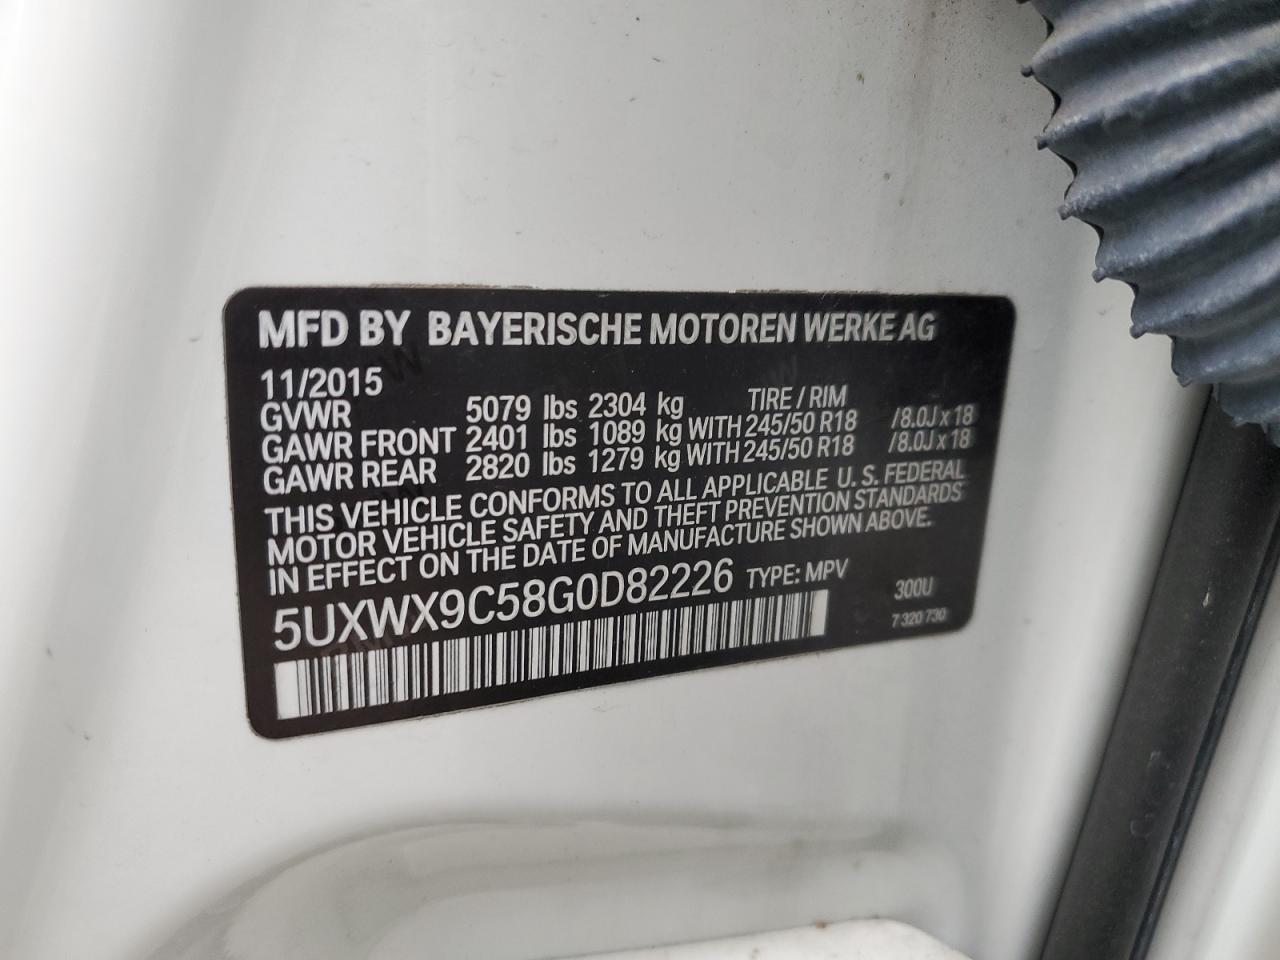 MFD BY BAYERISCHE MOTOREN WERKE AG
11/2015
GVWR 5079 lbs 2304 kg TIRE / RIM
GAWR FRONT 2401 lbs 1089 kg WITH 245/50 R18 /8.0J x 18
GAWR REAR 2820 lbs 1279 kg WITH 245/50 R18 /8.0J x 18
THIS VEHICLE CONFORMS TO ALL APPLICABLE U. S. FEDERAL
MOTOR VEHICLE SAFETY AND THEFT PREVENTION STANDARDS
IN EFFECT ON THE DATE OF MANUFACTURE SHOWN ABOVE.
5UXWX9C58G0D82226 TYPE: MPV 300U
7 320 730